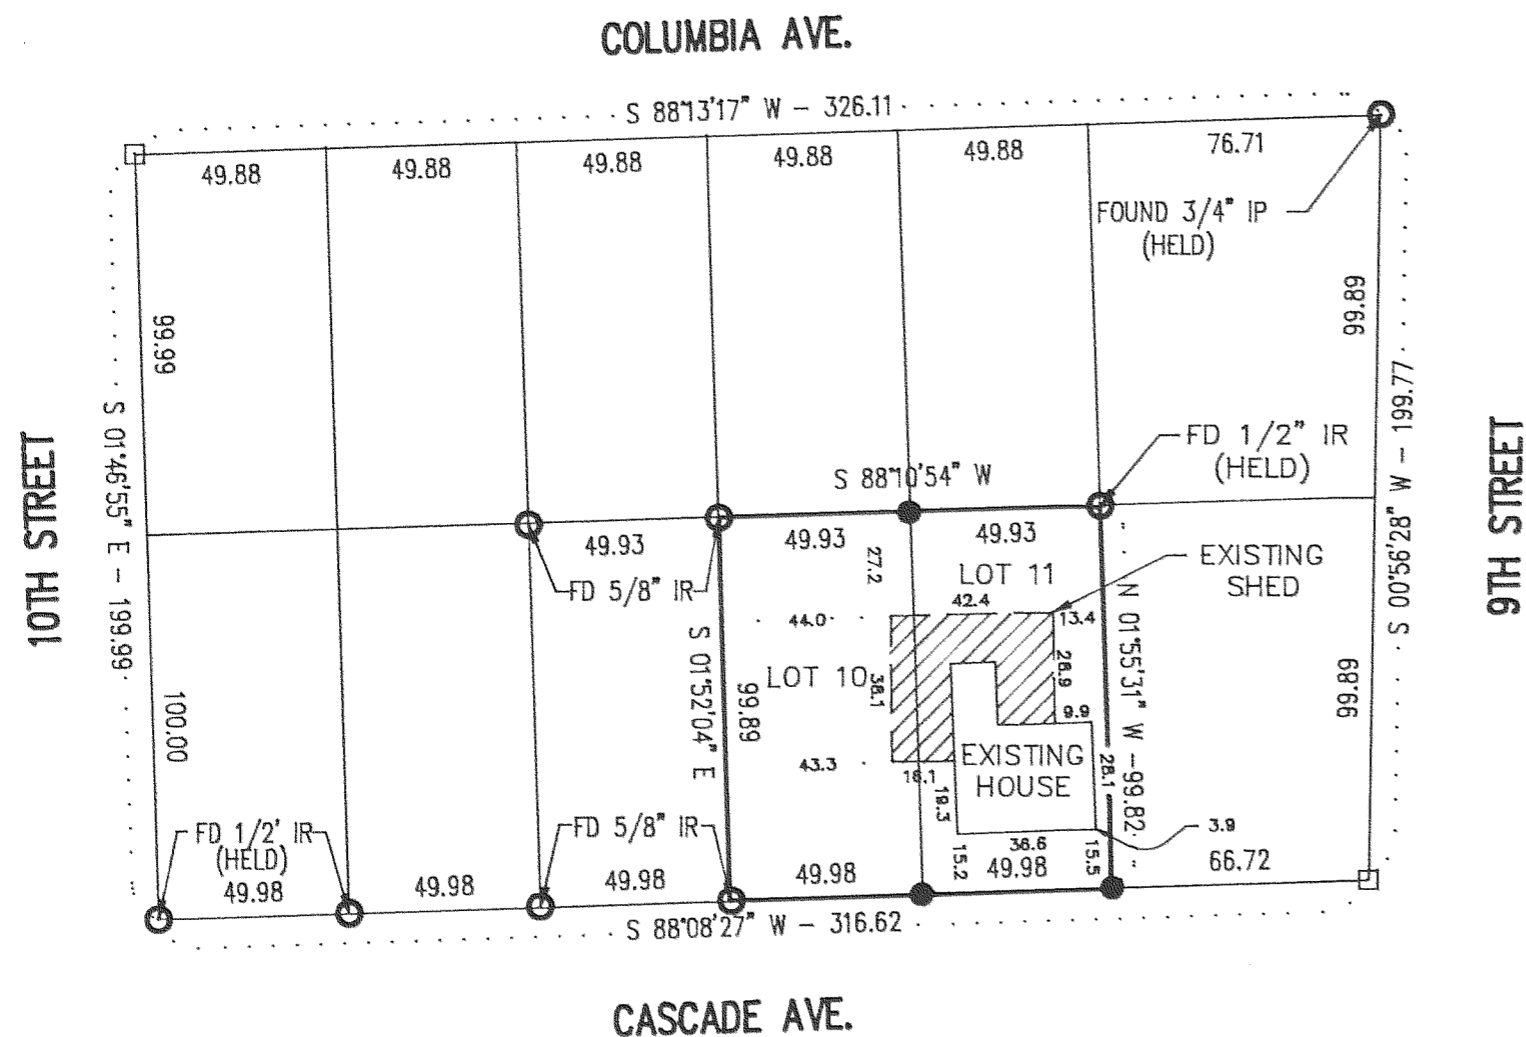 COLUMBIA AVE.
S 88°13'17" W - 326.11
49.88
49.88
49.88
49.88
49.88
76.71
FOUND 3/4" IP
(HELD)
99.99
99.89
S 01°46'55" E - 199.99
10TH STREET
S 00°56'28" W - 199.77
9TH STREET
FD 1/2" IR
(HELD)
S 88°10'54" W
49.93
49.93
49.93
FD 5/8" IR
27.2
LOT 11
EXISTING
SHED
42.4
13.4
44.0
S 01°52'04" E
99.89
LOT 10
38.1
28.9
N 01°55'31" W -99.82
9.9
99.89
100.00
43.3
EXISTING
HOUSE
16.1
19.3
28.1
3.9
FD 1/2' IR
(HELD)
FD 5/8" IR
36.6
15.2
15.5
49.98
49.98
49.98
49.98
49.98
66.72
S 88°08'27" W - 316.62
CASCADE AVE.